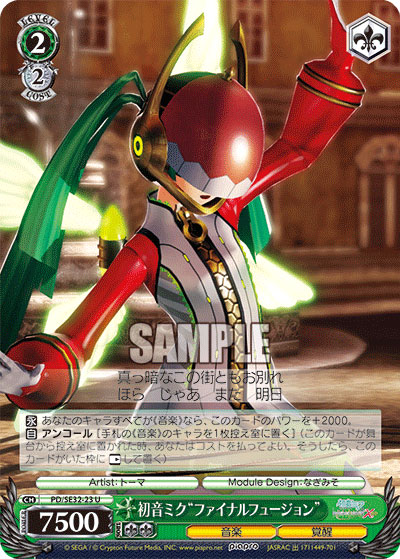 LEVEL
2
2
COST
SAMPLE
真っ暗なこの街ともお別れ
ほら　じゃあ　また　明日
永 あなたのキャラすべてが《音楽》なら、このカードのパワーを+2000。
自 アンコール [手札の《音楽》のキャラを1枚控え室に置く] (このカードが舞台
から控え室に置かれた時、あなたはコストを払ってよい。そうしたら、この
カードがいた枠に レスト して置く)
Artist:トーマ
Module Design:なぎみそ
CH
PD/SE32-23 U
7500
初音ミク“ファイナルフュージョン”
音楽
覚醒
© SEGA / © Crypton Future Media, INC. www.piapro.net piapro JASRAC 出 1711449-701